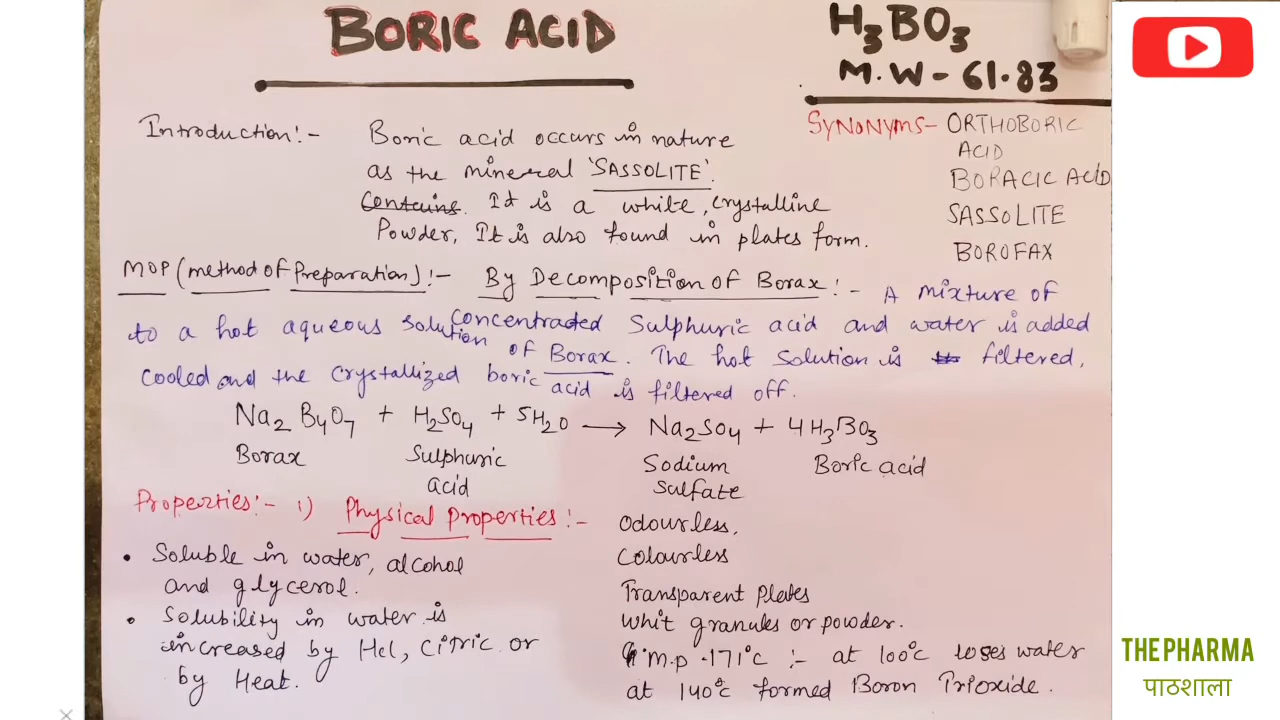 BORIC ACID
H3BO3
M.W - 61.83
Introduction:- Boric acid occurs in nature
as the mineral 'SASSOLITE'.
Contains. It is a white, crystalline
Powder, It is also found in plates form.
SYNONYMS- ORTHOBORIC
ACID
BORACIC ACID
SASSOLITE
BOROFAX
MOP (method of Preparation) :- By Decomposition of Borax :- A mixture of
concentrated Sulphuric acid and water is added
to a hot aqueous solution of Borax. The hot solution is filtered,
cooled and the crystallized boric acid is filtered off.
Na2 B4O7 + H2SO4 + 5H2O → Na2SO4 + 4H3BO3
Borax Sulphuric acid Sodium Sulfate Boric acid
Properties:- 1) Physical Properties:-
• Soluble in water, alcohol
and glycerol.
• Solubility in water is
increased by Hcl, citric or
by Heat.
Odourless,
Colourless
Transparent plates
Whit granules or powder.
M.p - 171°c :- at 100°c loses water
at 140°c formed Boron Trioxide.
THE PHARMA
पाठशाला